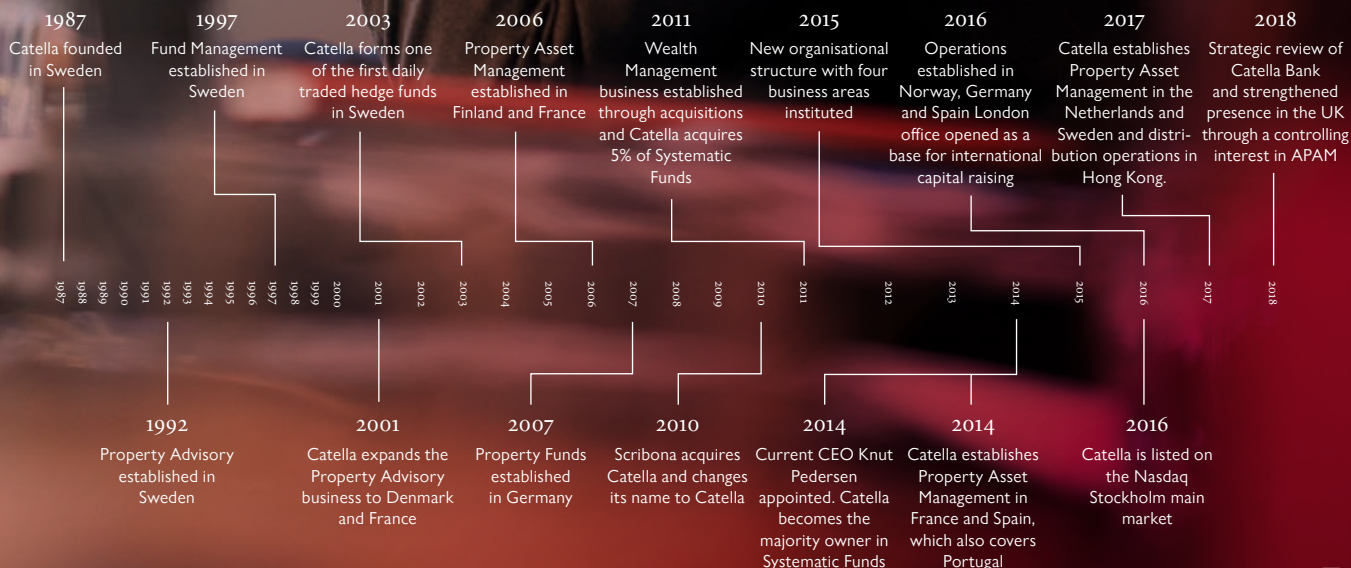 1987
Catella founded
in Sweden
1997
Fund Management
established in
Sweden
2003
Catella forms one
of the first daily
traded hedge funds
in Sweden
2006
Property Asset
Management
established in
Finland and France
2011
Wealth
Management
business established
through acquisitions
and Catella acquires
5% of Systematic
Funds
2015
New organisational
structure with four
business areas
instituted
2016
Operations
established in
Norway, Germany
and Spain London
office opened as a
base for international
capital raising
2017
Catella establishes
Property Asset
Management in the
Netherlands and
Sweden and distri-
bution operations in
Hong Kong.
2018
Strategic review of
Catella Bank
and strengthened
presence in the UK
through a controlling
interest in APAM
1987
1988
1989
1990
1991
1992
1993
1994
1995
1996
1997
1998
1999
2000
2001
2002
2003
2004
2005
2006
2007
2008
2009
2010
2011
2012
2013
2014
2015
2016
2017
2018
1992
Property Advisory
established in
Sweden
2001
Catella expands the
Property Advisory
business to Denmark
and France
2007
Property Funds
established
in Germany
2010
Scribona acquires
Catella and changes
its name to Catella
2014
Current CEO Knut
Pedersen
appointed. Catella
becomes the
majority owner in
Systematic Funds
2014
Catella establishes
Property Asset
Management in
France and Spain,
which also covers
Portugal
2016
Catella is listed on
the Nasdaq
Stockholm main
market